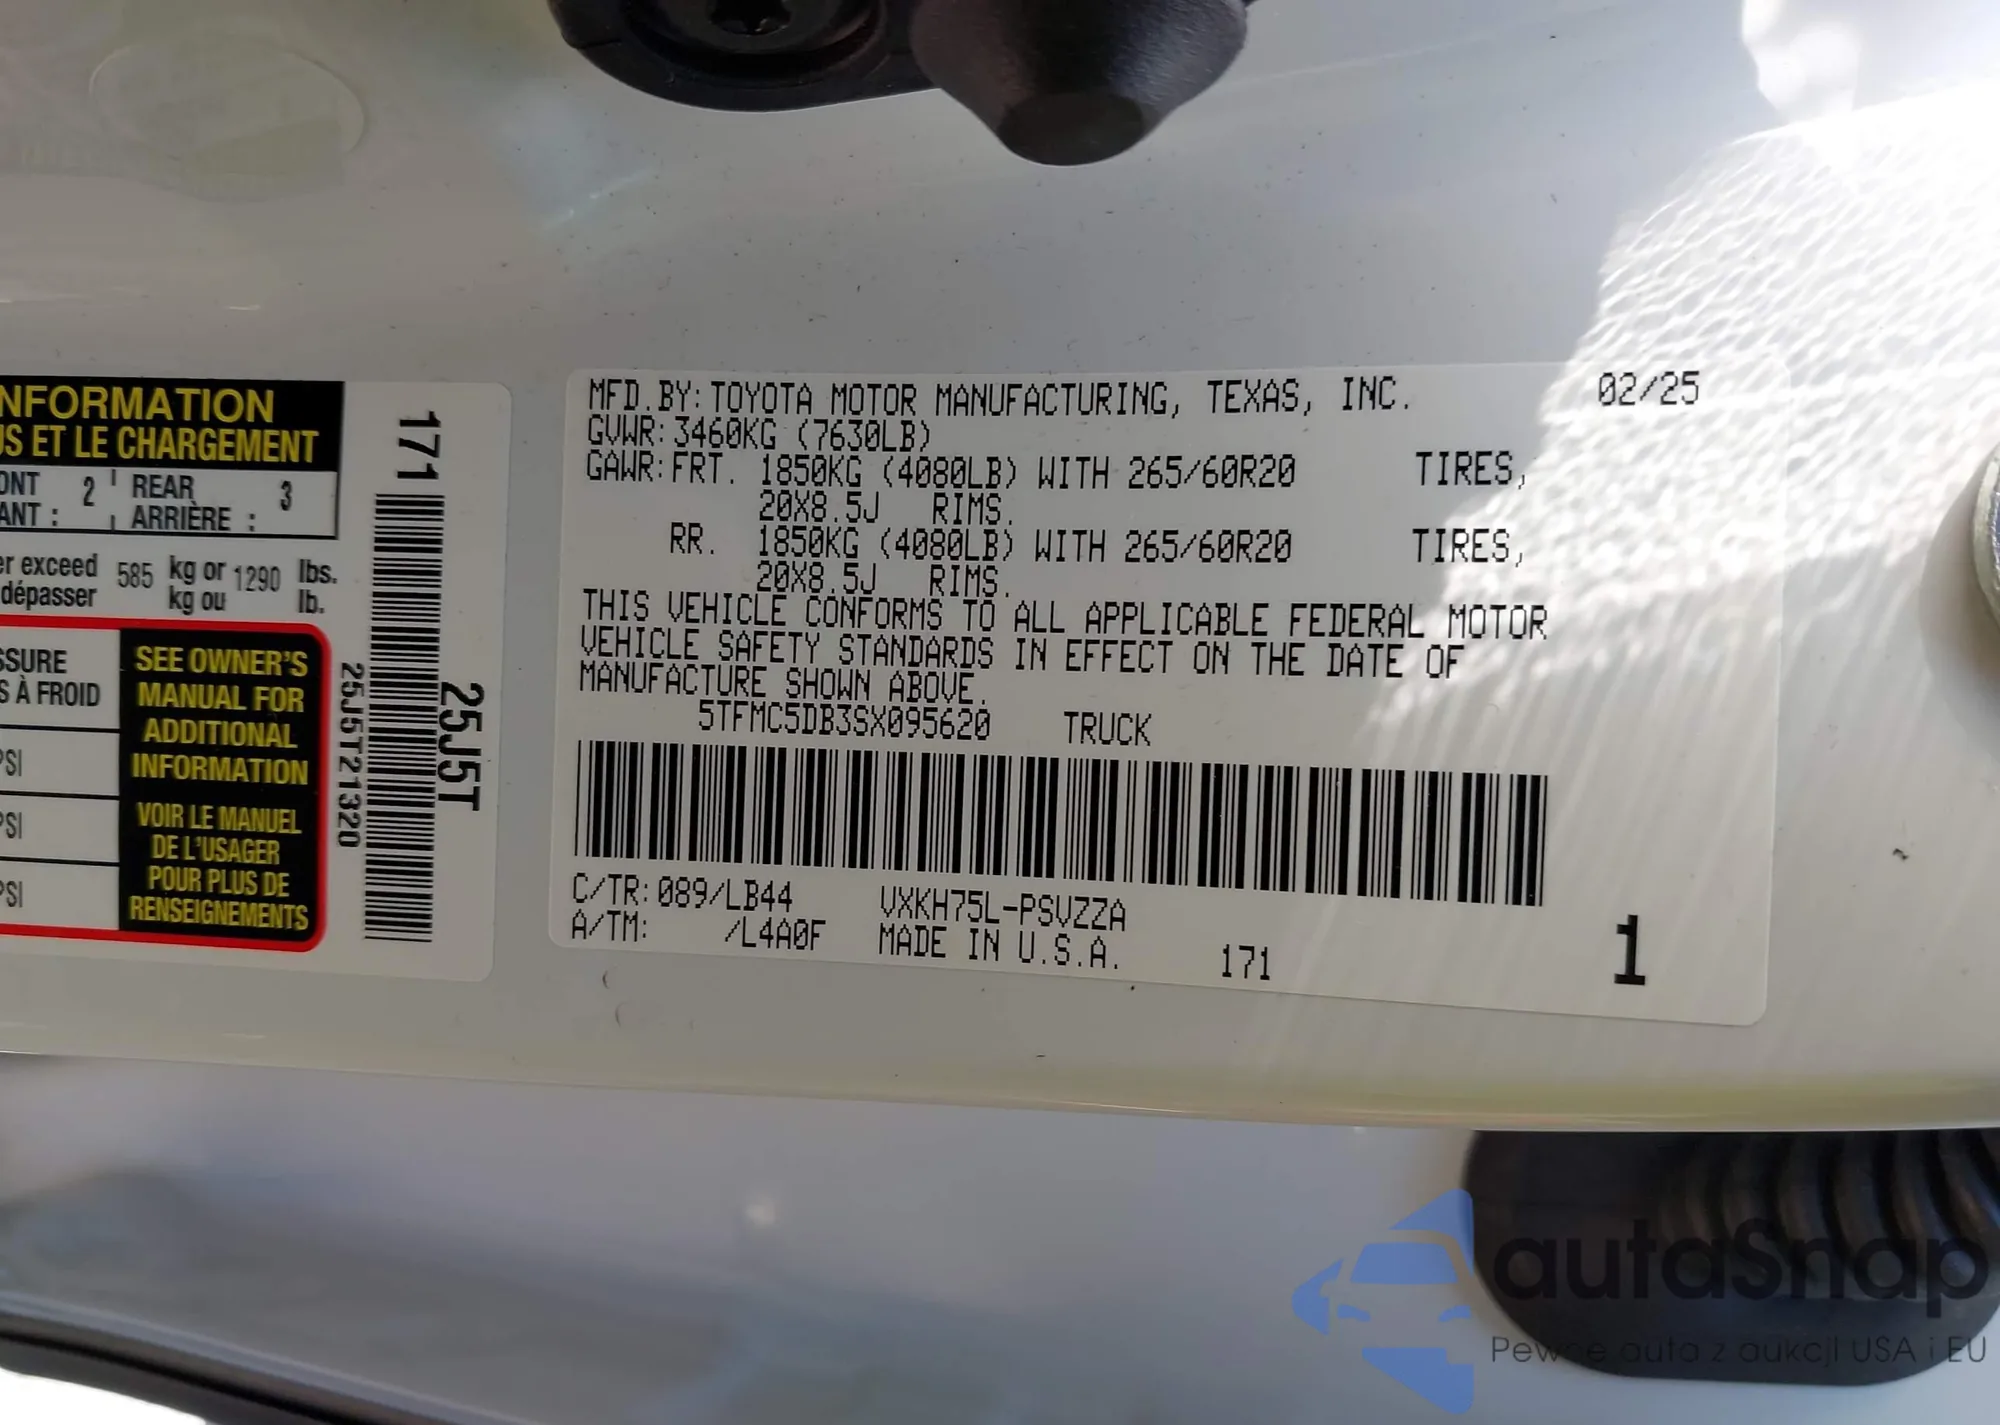 NFORMATION
US ET LE CHARGEMENT
ONT 2 REAR 3
ANT : ARRIÈRE :
er exceed 585 kg or 1290 lbs.
dépasser kg ou lb.
SSURE
S À FROID
PSI
PSI
PSI
SEE OWNER'S
MANUAL FOR
ADDITIONAL
INFORMATION
VOIR LE MANUEL
DE L'USAGER
POUR PLUS DE
RENSEIGNEMENTS
171
25J5T21320
25J5T
MFD.BY: TOYOTA MOTOR MANUFACTURING, TEXAS, INC. 02/25
GVWR: 3460KG (7630LB)
GAWR: FRT. 1850KG (4080LB) WITH 265/60R20 TIRES,
20X8.5J RIMS.
RR. 1850KG (4080LB) WITH 265/60R20 TIRES,
20X8.5J RIMS.
THIS VEHICLE CONFORMS TO ALL APPLICABLE FEDERAL MOTOR
VEHICLE SAFETY STANDARDS IN EFFECT ON THE DATE OF
MANUFACTURE SHOWN ABOVE.
5TFMC5DB3SX095620 TRUCK
C/TR: 089/LB44 VXKH75L-PSVZZA
A/TM: /L4A0F MADE IN U.S.A. 171 1
autaSnap
Pewne auta z aukcji USA i EU